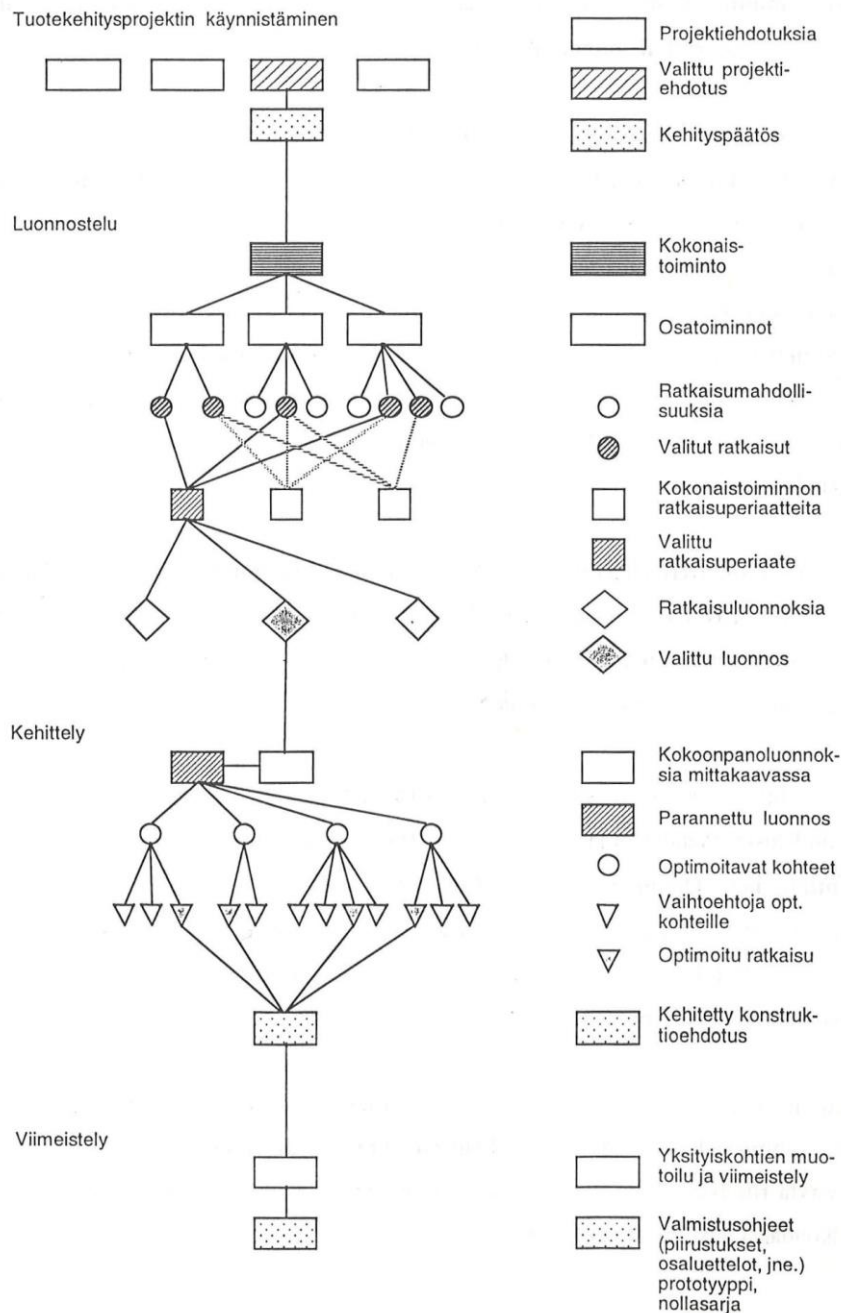 Tuotekehitysprojektin käynnistäminen
Projektiehdotuksia
Valittu projekti-
ehdotus
Kehityspäätös
Luonnostelu
Kokonais-
toiminto
Osatoiminnot
Ratkaisumahdolli-
suuksia
Valitut ratkaisut
Kokonaistoiminnon
ratkaisuperiaatteita
Valittu
ratkaisuperiaate
Ratkaisuluonnoksia
Valittu luonnos
Kehittely
Kokoonpanoluonnok-
sia mittakaavassa
Parannettu luonnos
Optimoitavat kohteet
Vaihtoehtoja opt.
kohteille
Optimoitu ratkaisu
Kehitetty konstruk-
tioehdotus
Viimeistely
Yksityiskohtien muo-
toilu ja viimeistely
Valmistusohjeet
(piirustukset,
osaluettelot, jne.)
prototyyppi,
nollasarja